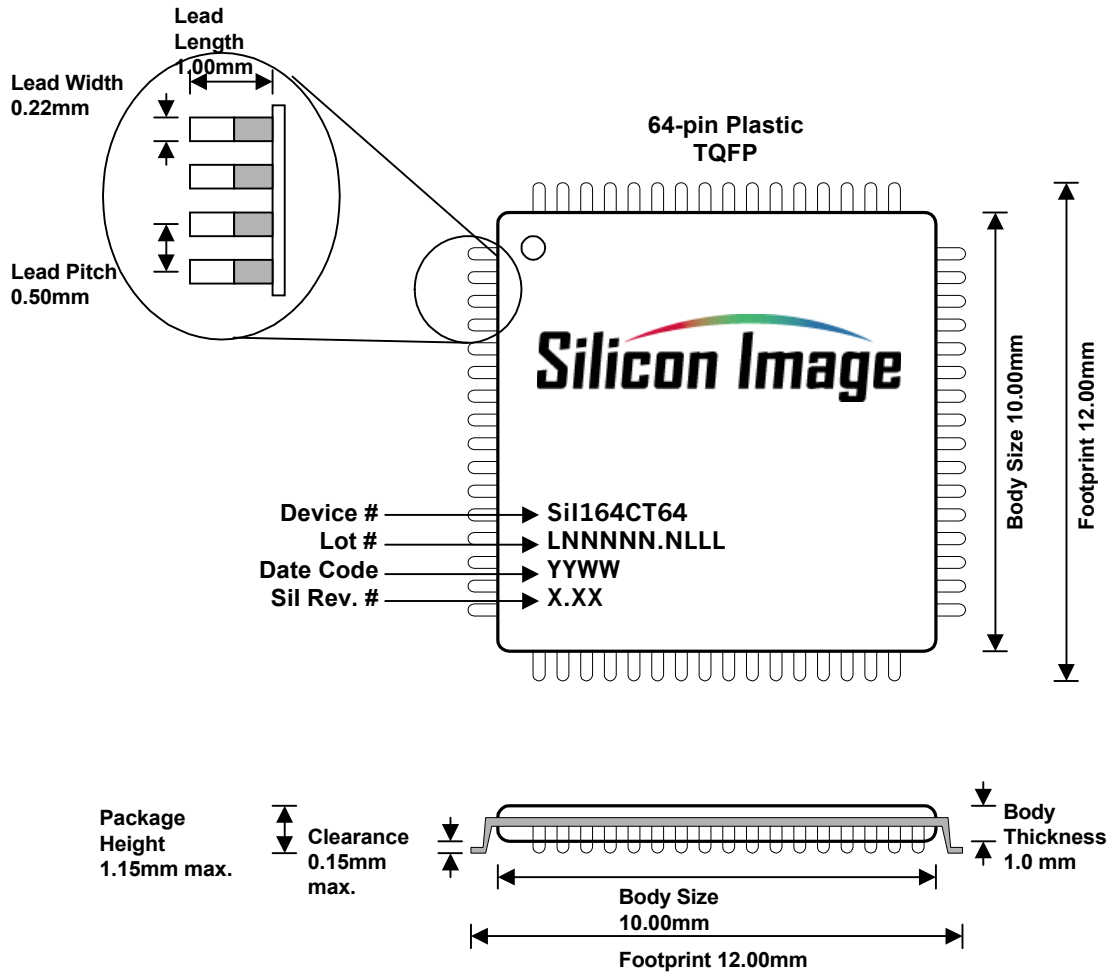 Lead
Length
1.00mm
Lead Width
0.22mm
Lead Pitch
0.50mm
64-pin Plastic
TQFP
Silicon Image
Device #
SiI164CT64
Lot #
LNNNNN.NLLL
Date Code
YYWW
SiI Rev. #
X.XX
Body Size 10.00mm
Footprint 12.00mm
Package
Height
1.15mm max.
Clearance
0.15mm
max.
Body
Thickness
1.0 mm
Body Size
10.00mm
Footprint 12.00mm